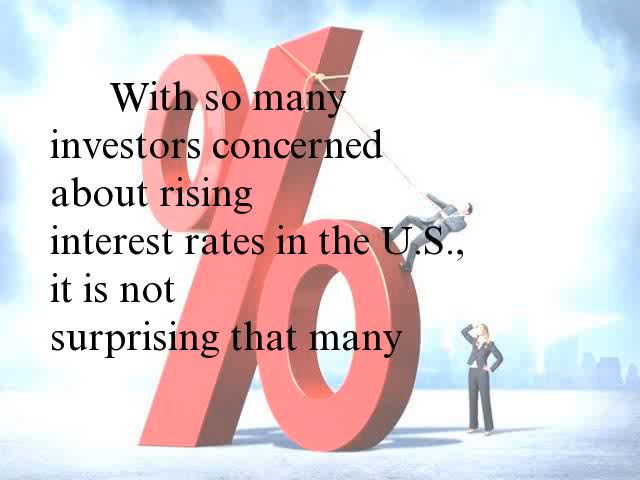 With so many
investors concerned
about rising
interest rates in the U.S.,
it is not
surprising that many